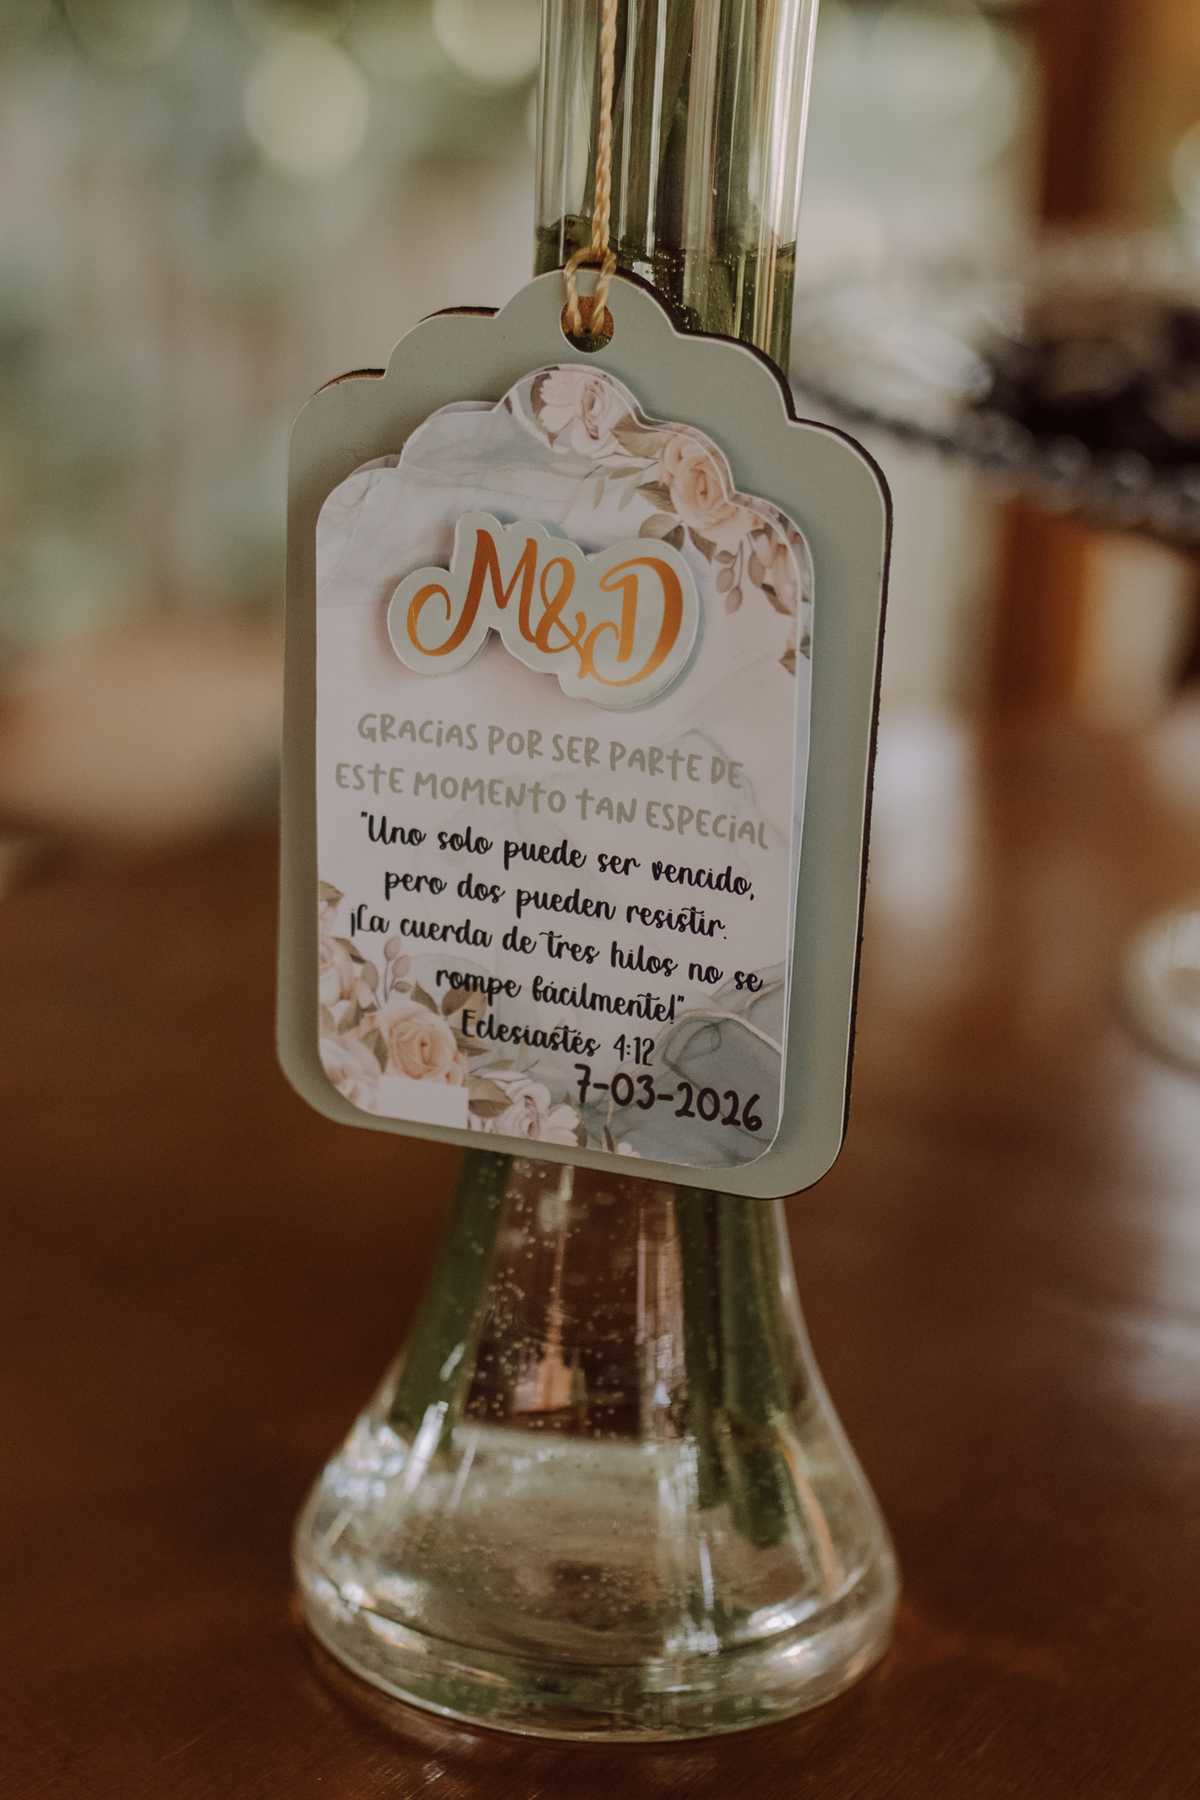 M&D
GRACIAS POR SER PARTE DE
ESTE MOMENTO TAN ESPECIAL
"Uno solo puede ser vencido,
pero dos pueden resistir.
¡La cuerda de tres hilos no se
rompe fácilmente!"
Eclesiastés 4:12
7-03-2026